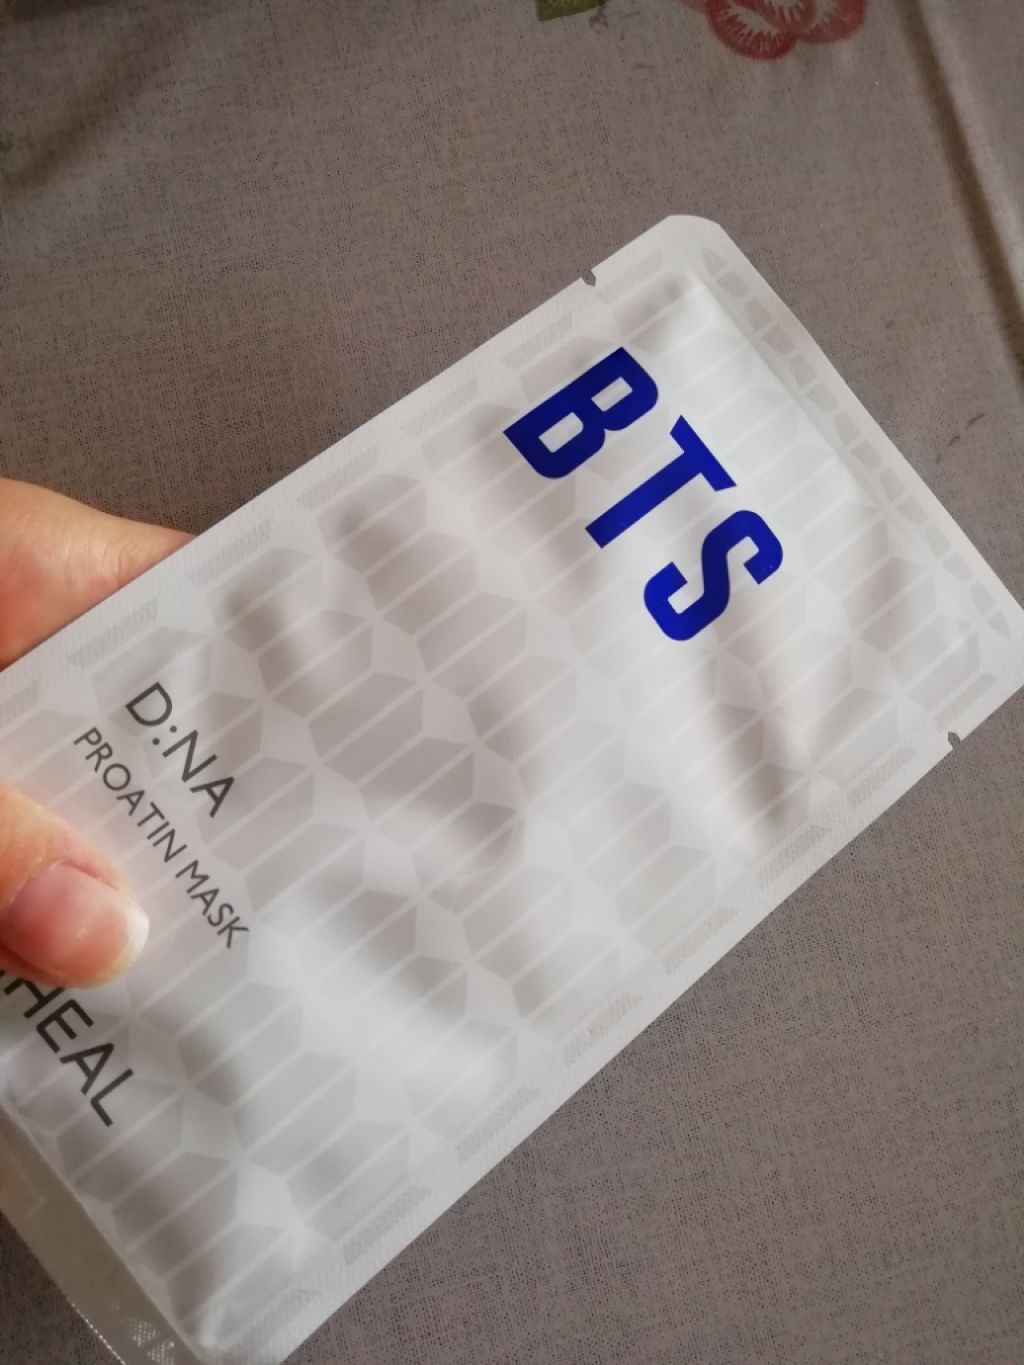 BTS
D:NA
PROATIN MASK
HEAL